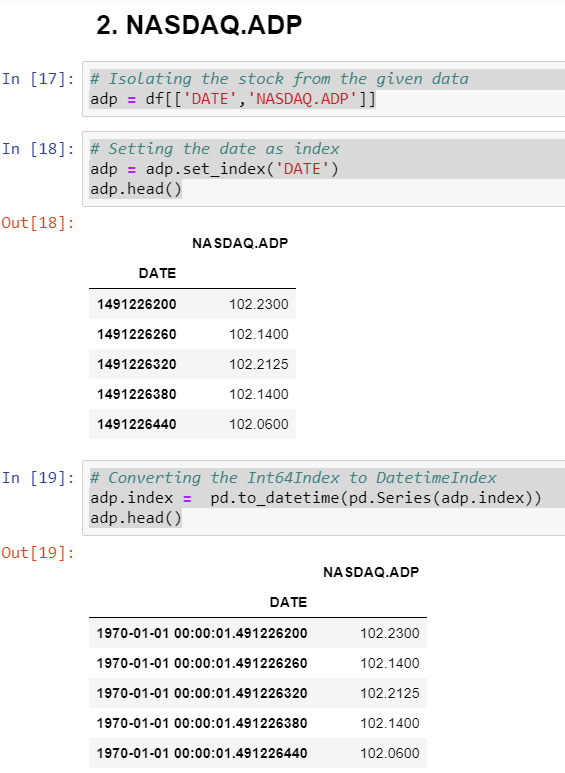 2. NASDAQ.ADP
In [17]: # Isolating the stock from the given data
adp = df[['DATE','NASDAQ.ADP']]
In [18]: # Setting the date as index
adp = adp.set_index('DATE')
adp.head()
Out[18]:
NASDAQ.ADP
DATE
1491226200 102.2300
1491226260 102.1400
1491226320 102.2125
1491226380 102.1400
1491226440 102.0600
In [19]: # Converting the Int64Index to DatetimeIndex
adp.index =  pd.to_datetime(pd.Series(adp.index))
adp.head()
Out[19]:
NASDAQ.ADP
DATE
1970-01-01 00:00:01.491226200 102.2300
1970-01-01 00:00:01.491226260 102.1400
1970-01-01 00:00:01.491226320 102.2125
1970-01-01 00:00:01.491226380 102.1400
1970-01-01 00:00:01.491226440 102.0600